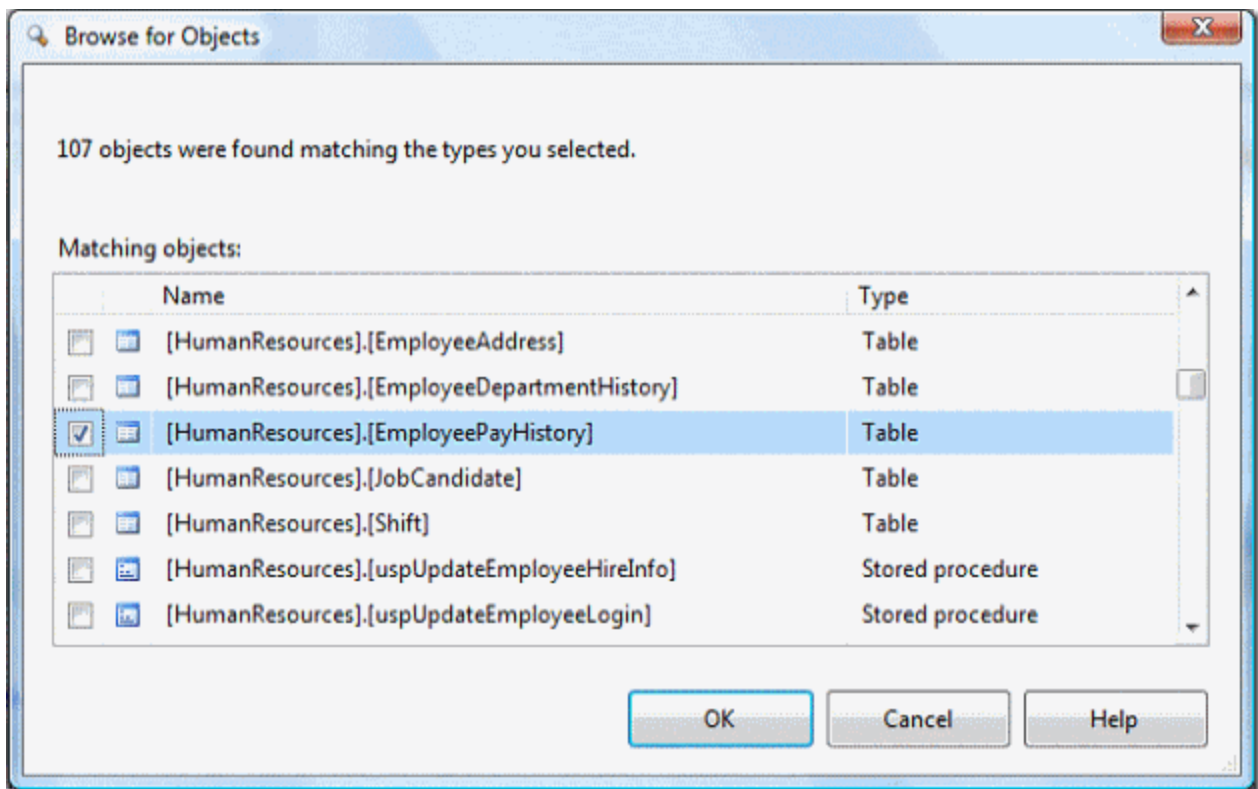 Browse for Objects
107 objects were found matching the types you selected.
Matching objects:
Name Type
[HumanResources].[EmployeeAddress] Table
[HumanResources].[EmployeeDepartmentHistory] Table
[HumanResources].[EmployeePayHistory] Table
[HumanResources].[JobCandidate] Table
[HumanResources].[Shift] Table
[HumanResources].[uspUpdateEmployeeHireInfo] Stored procedure
[HumanResources].[uspUpdateEmployeeLogin] Stored procedure
OK Cancel Help